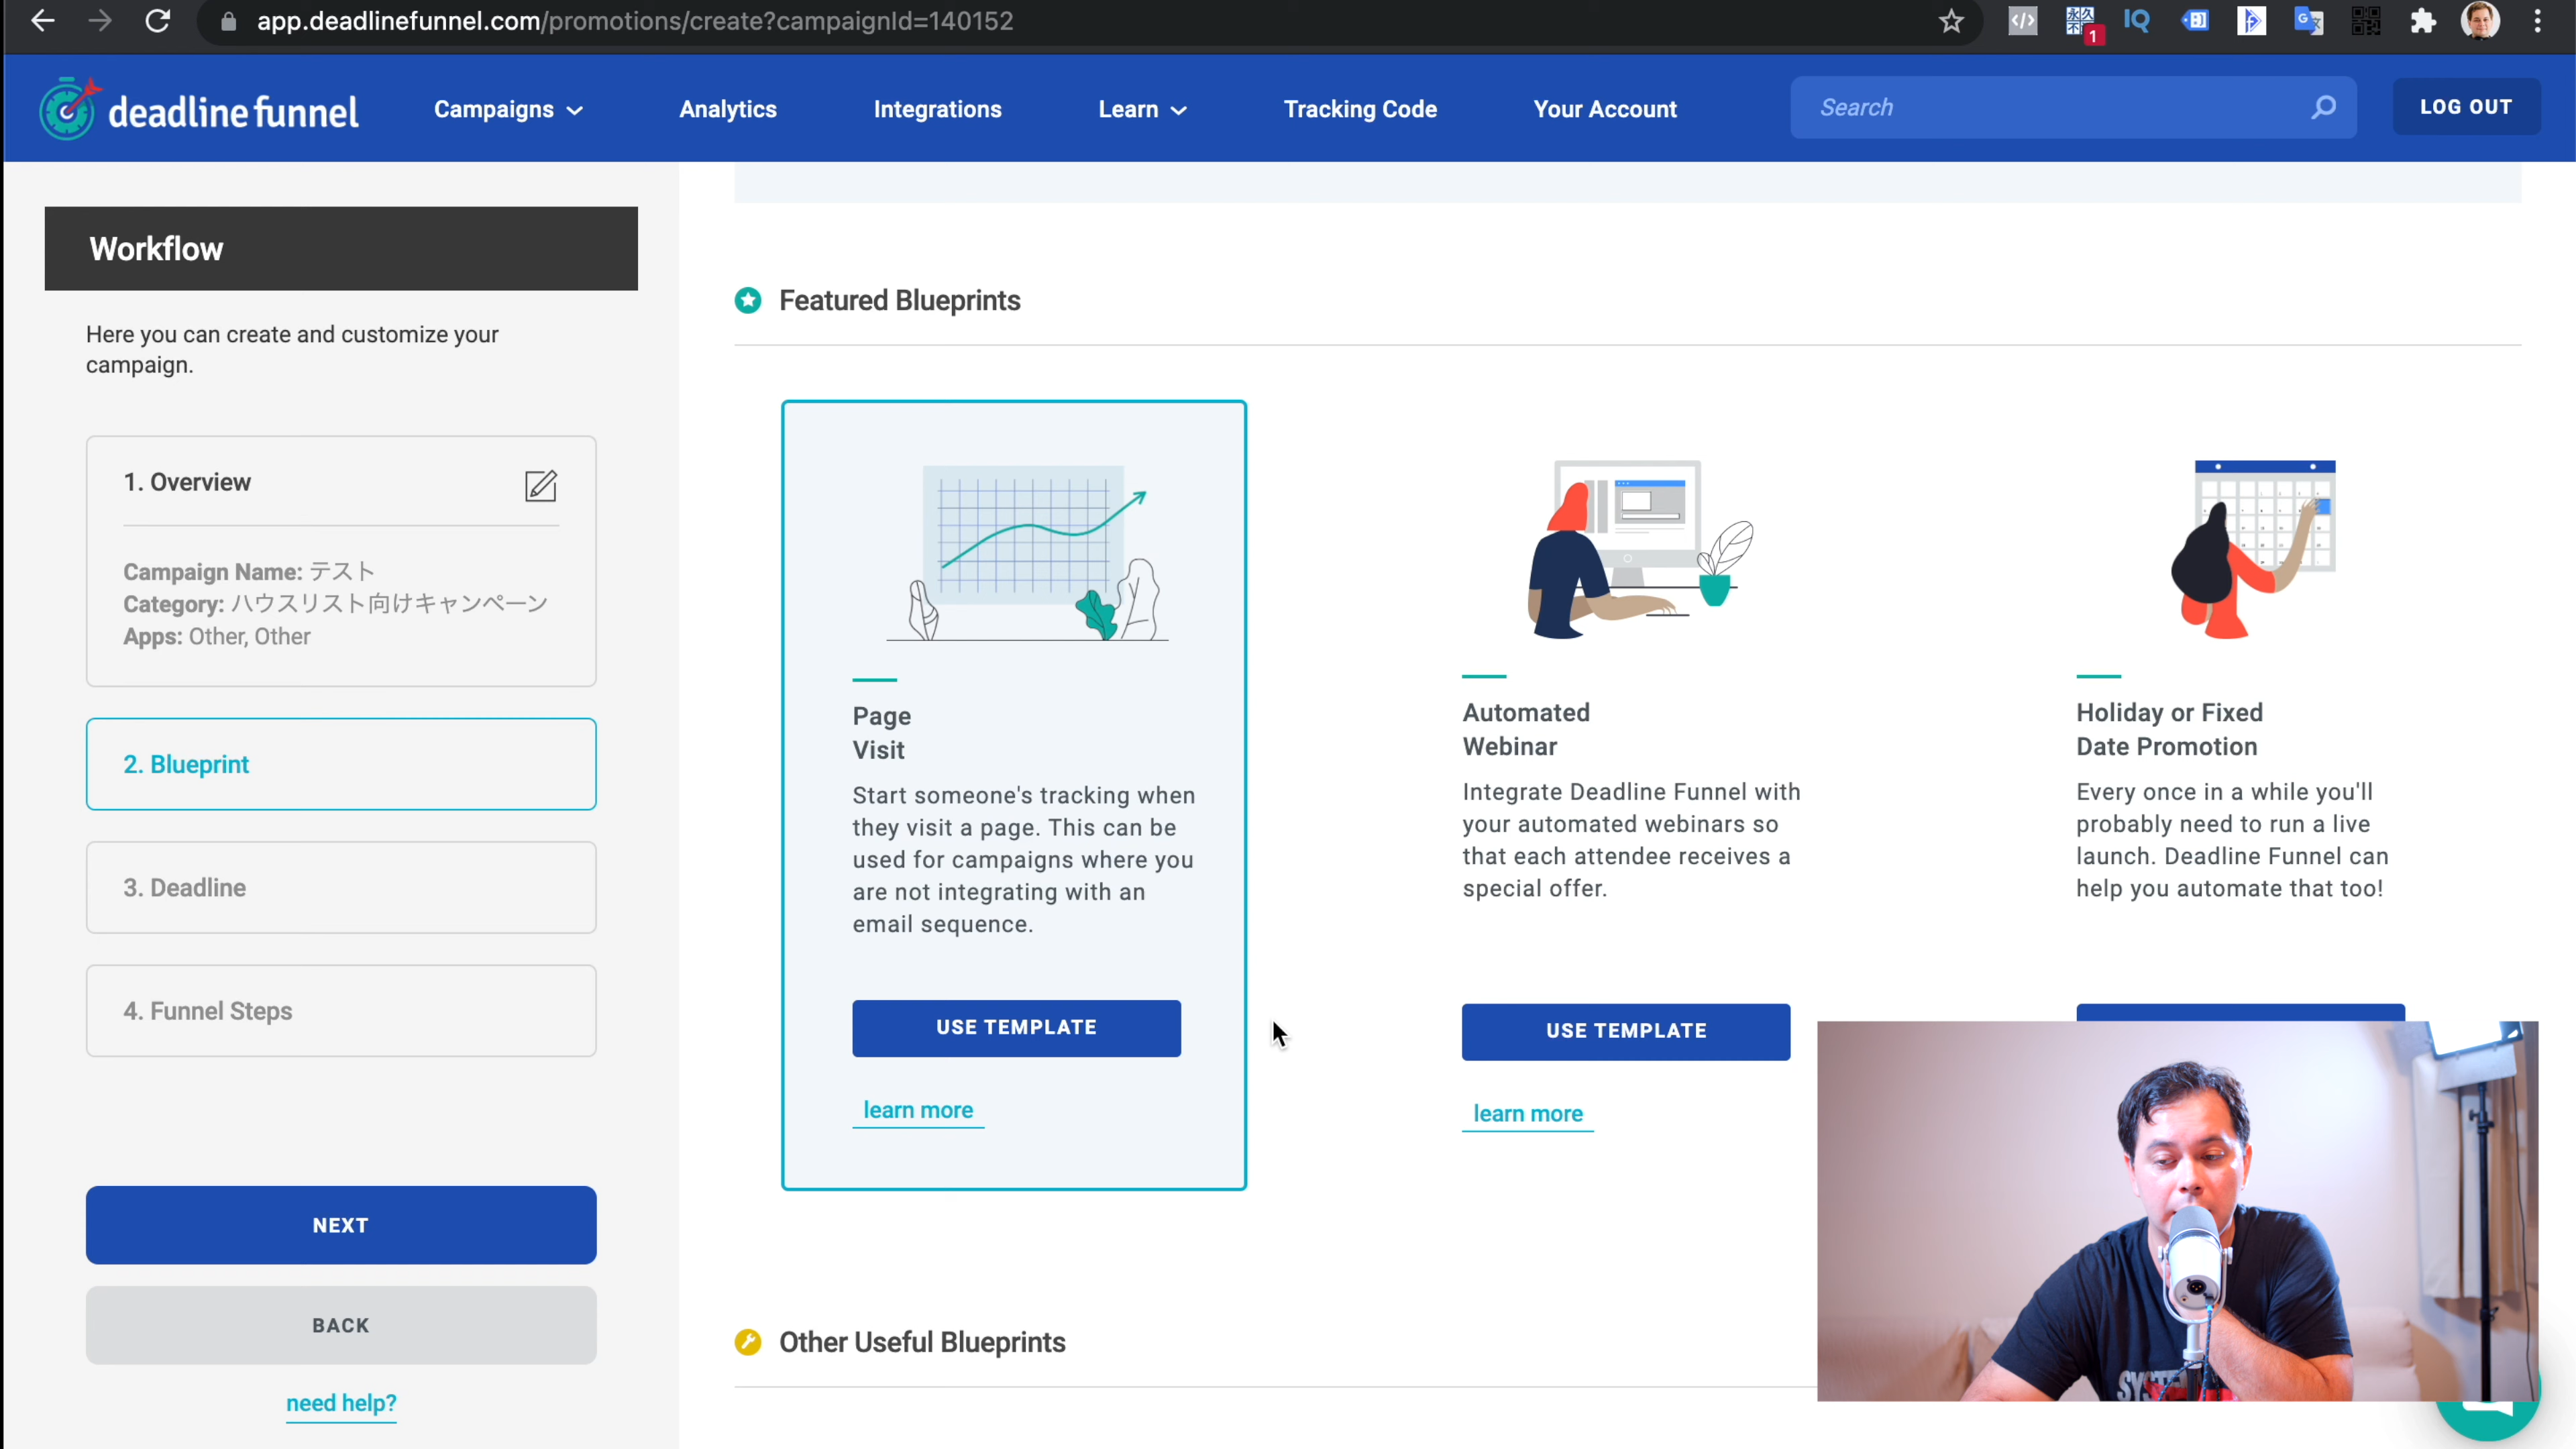 app.deadlinefunnel.com/promotions/create?campaignId=140152
1
deadline funnel
Campaigns
Analytics
Integrations
Learn
Tracking Code
Your Account
Search
LOG OUT
Workflow
Here you can create and customize your
campaign.
1. Overview
Campaign Name: テスト
Category: ハウスリスト向けキャンペーン
Apps: Other, Other
2. Blueprint
3. Deadline
4. Funnel Steps
NEXT
BACK
need help?
Featured Blueprints
Page
Visit
Start someone's tracking when
they visit a page. This can be
used for campaigns where you
are not integrating with an
email sequence.
USE TEMPLATE
learn more
Automated
Webinar
Integrate Deadline Funnel with
your automated webinars so
that each attendee receives a
special offer.
USE TEMPLATE
learn more
Holiday or Fixed
Date Promotion
Every once in a while you'll
probably need to run a live
launch. Deadline Funnel can
help you automate that too!
Other Useful Blueprints